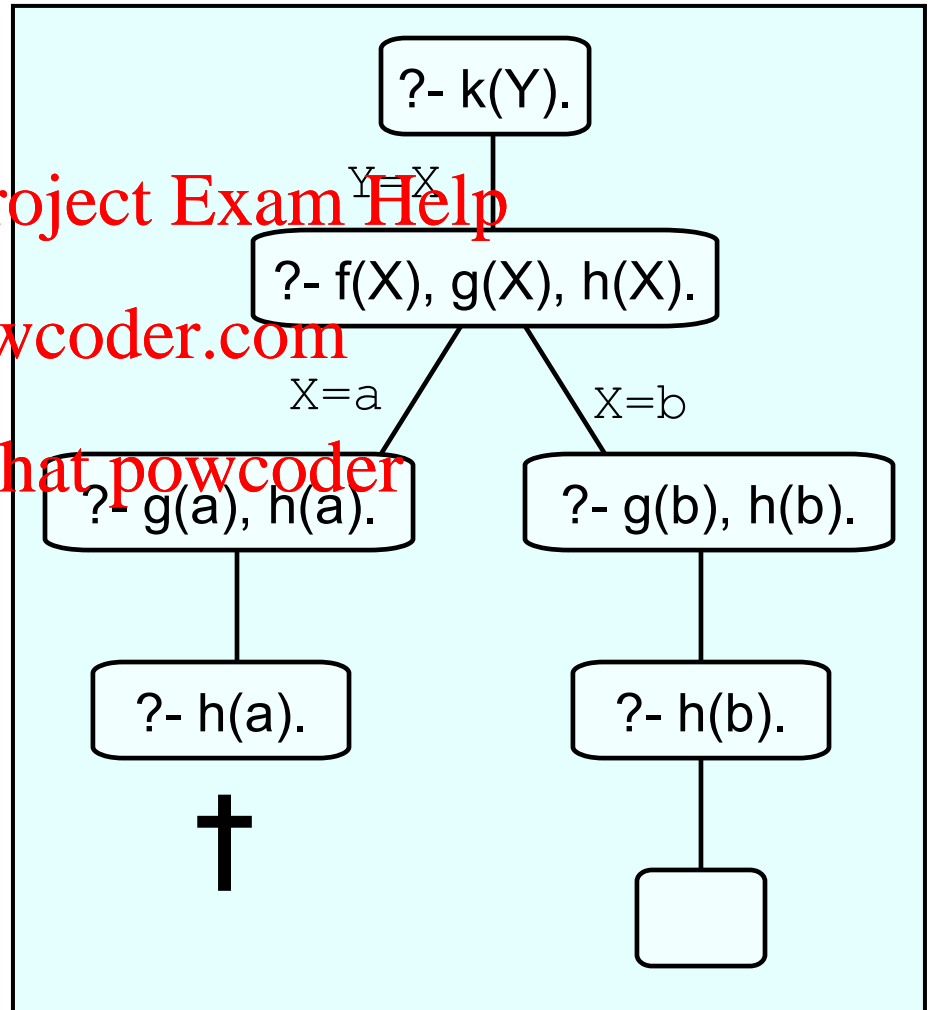 ?- k(Y).
Y=X
roject Exam Help
?- f(X), g(X), h(X).
wcoder.com
X=a
X=b
hat powcoder
?- g(a), h(a).
?- g(b), h(b).
?- h(a).
?- h(b).